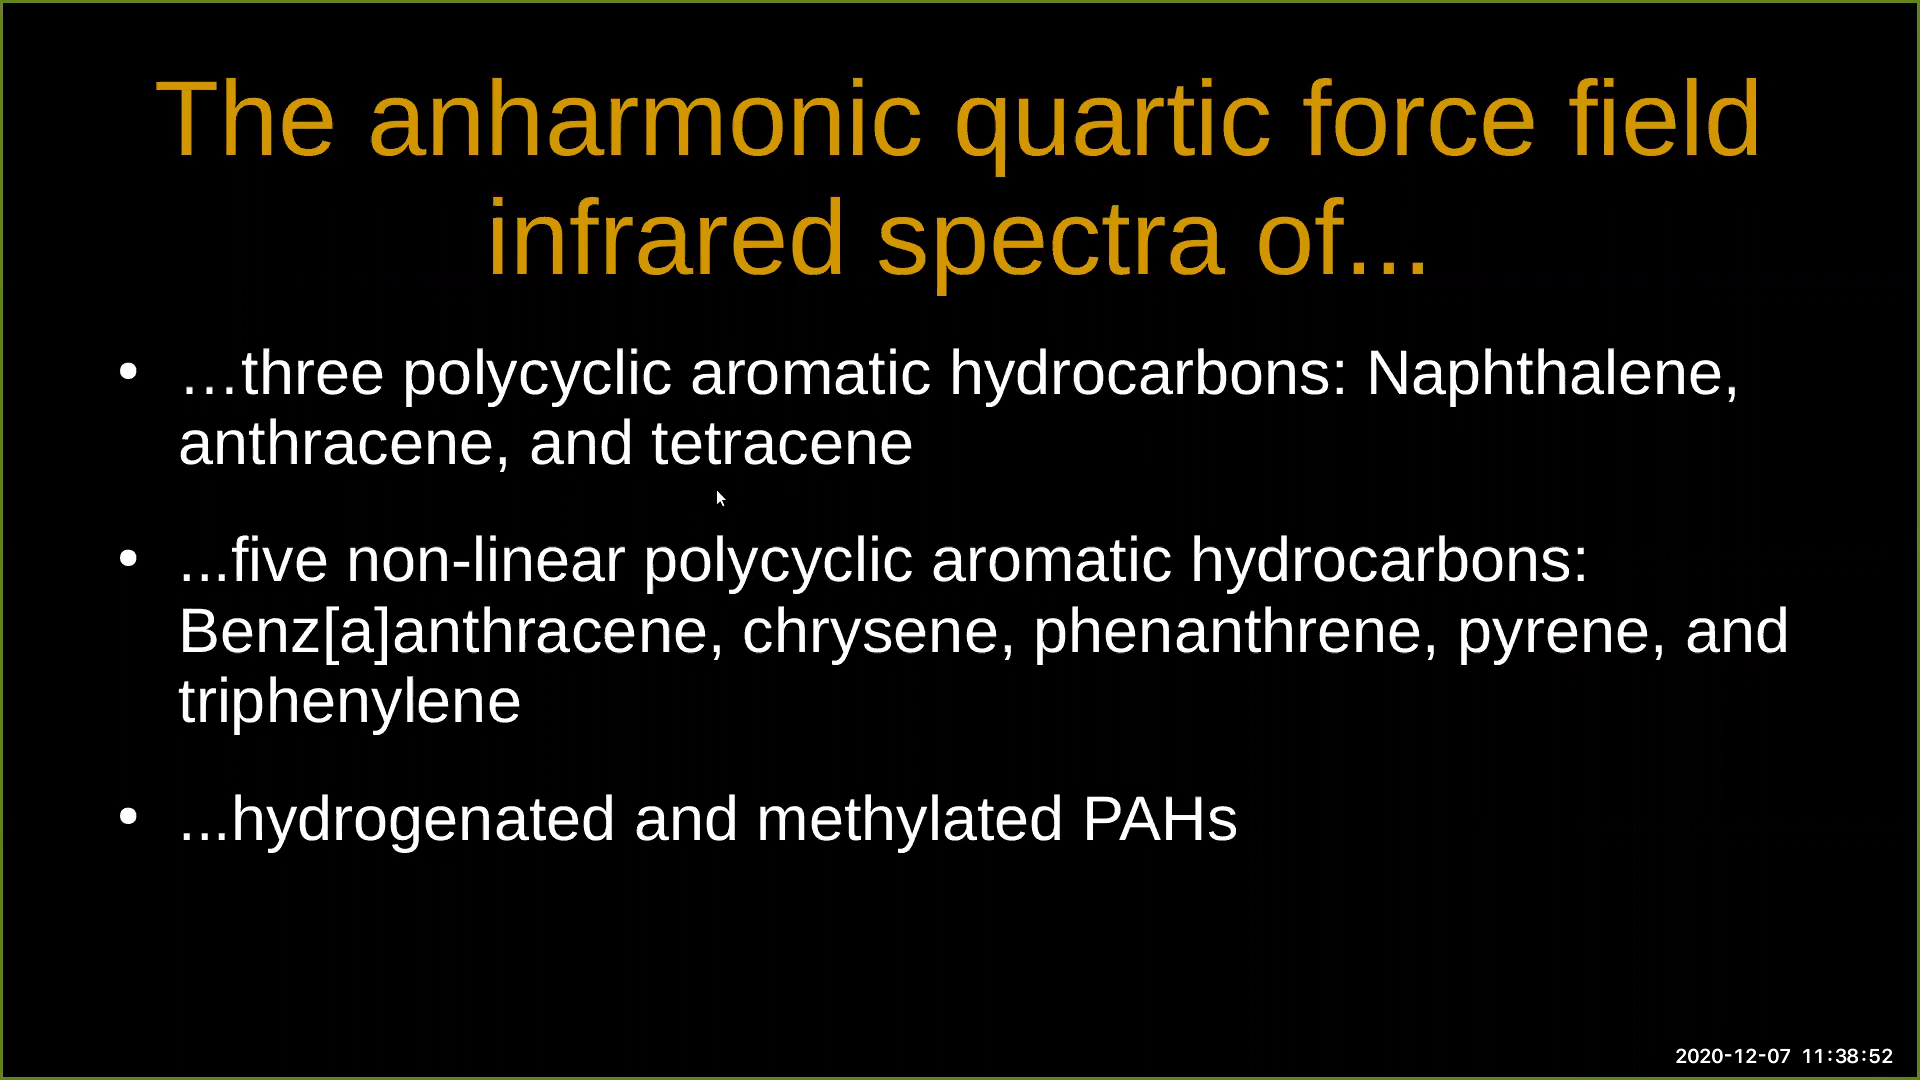 The anharmonic quartic force field
infrared spectra of...
• …three polycyclic aromatic hydrocarbons: Naphthalene,
anthracene, and tetracene
• ...five non-linear polycyclic aromatic hydrocarbons:
Benz[a]anthracene, chrysene, phenanthrene, pyrene, and
triphenylene
• ...hydrogenated and methylated PAHs
2020-12-07 11:38:52